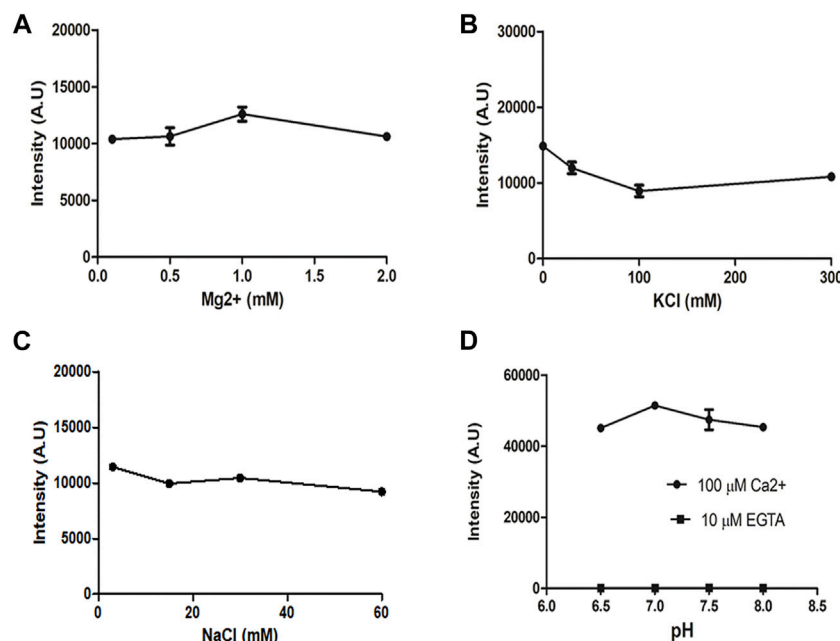 A
20000
15000
10000
5000
0
Intensity (A.U)
0.0 0.5 1.0 1.5 2.0
Mg2+ (mM)
B
30000
20000
10000
0
Intensity (A.U)
0 100 200 300
KCl (mM)
C
20000
15000
10000
5000
0
Intensity (A.U)
0 20 40 60
NaCl (mM)
D
60000
40000
20000
0
Intensity (A.U)
100 μM Ca2+
10 μM EGTA
6.0 6.5 7.0 7.5 8.0 8.5
pH